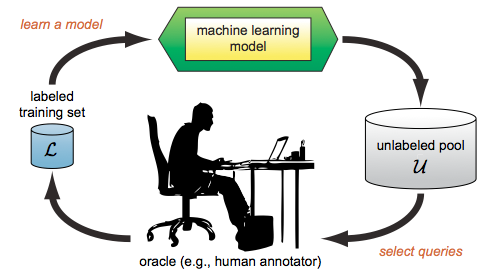 learn a model
machine learning
model
labeled
training set
ℒ
unlabeled pool
𝒰
select queries
oracle (e.g., human annotator)